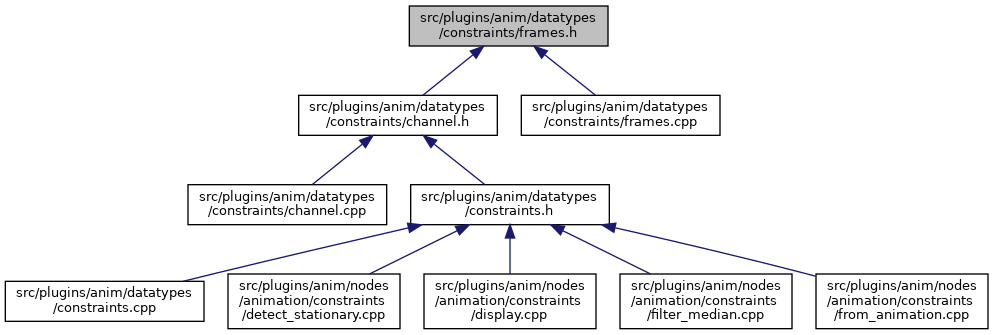 src/plugins/anim/datatypes
/constraints/frames.h
src/plugins/anim/datatypes
/constraints/channel.h
src/plugins/anim/datatypes
/constraints/frames.cpp
src/plugins/anim/datatypes
/constraints/channel.cpp
src/plugins/anim/datatypes
/constraints.h
src/plugins/anim/datatypes
/constraints.cpp
src/plugins/anim/nodes
/animation/constraints
/detect_stationary.cpp
src/plugins/anim/nodes
/animation/constraints
/display.cpp
src/plugins/anim/nodes
/animation/constraints
/filter_median.cpp
src/plugins/anim/nodes
/animation/constraints
/from_animation.cpp